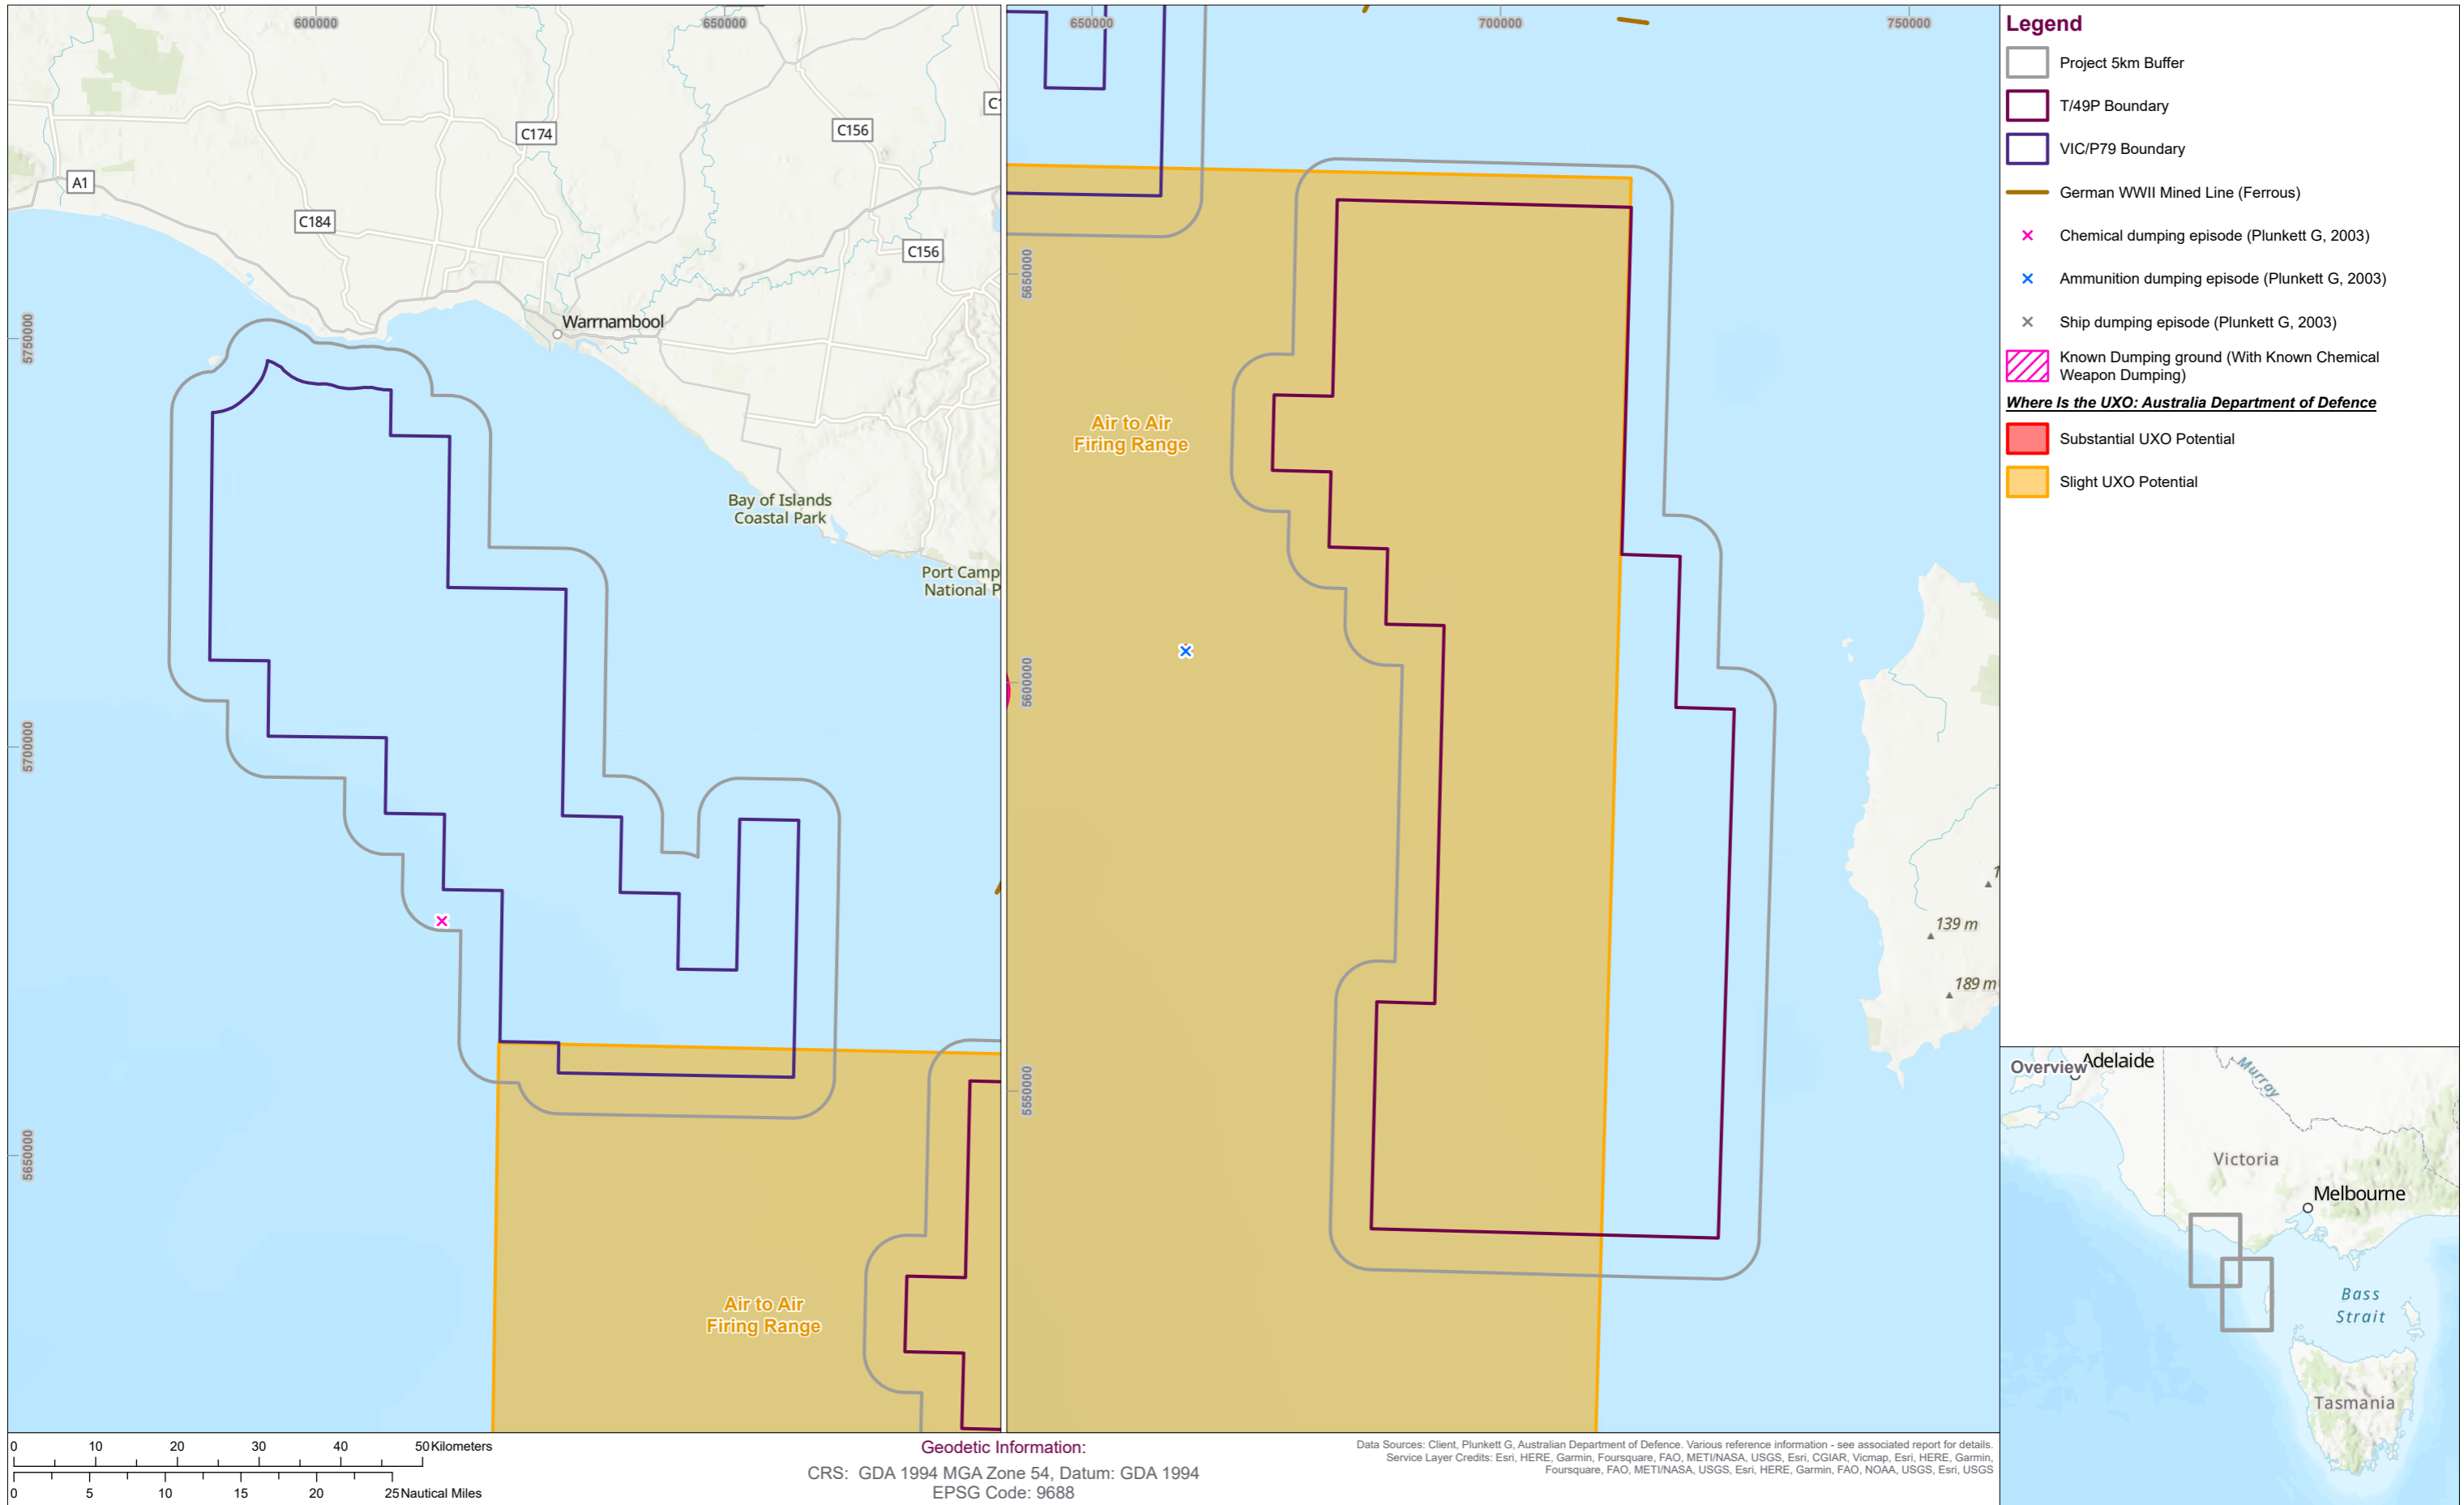 600000
650000
C174
C156
C1
A1
C184
C156
5750000
Warrnambool
Bay of Islands
Coastal Park
Port Camp
National P
5700000
5650000
Air to Air
Firing Range
650000
700000
750000
5650000
Air to Air
Firing Range
5600000
5550000
1
139 m
189 m
Legend
Project 5km Buffer
T/49P Boundary
VIC/P79 Boundary
German WWII Mined Line (Ferrous)
Chemical dumping episode (Plunkett G, 2003)
Ammunition dumping episode (Plunkett G, 2003)
Ship dumping episode (Plunkett G, 2003)
Known Dumping ground (With Known Chemical
Weapon Dumping)
Where Is the UXO: Australia Department of Defence
Substantial UXO Potential
Slight UXO Potential
Overview
Adelaide
Murray
Victoria
Melbourne
Bass
Strait
Tasmania
0 10 20 30 40 50 Kilometers
0 5 10 15 20 25 Nautical Miles
Geodetic Information:
CRS: GDA 1994 MGA Zone 54, Datum: GDA 1994
EPSG Code: 9688
Data Sources: Client, Plunkett G, Australian Department of Defence. Various reference information - see associated report for details.
Service Layer Credits: Esri, HERE, Garmin, Foursquare, FAO, METI/NASA, USGS, Esri, CGIAR, Vicmap, Esri, HERE, Garmin,
Foursquare, FAO, METI/NASA, USGS, Esri, HERE, Garmin, FAO, NOAA, USGS, Esri, USGS